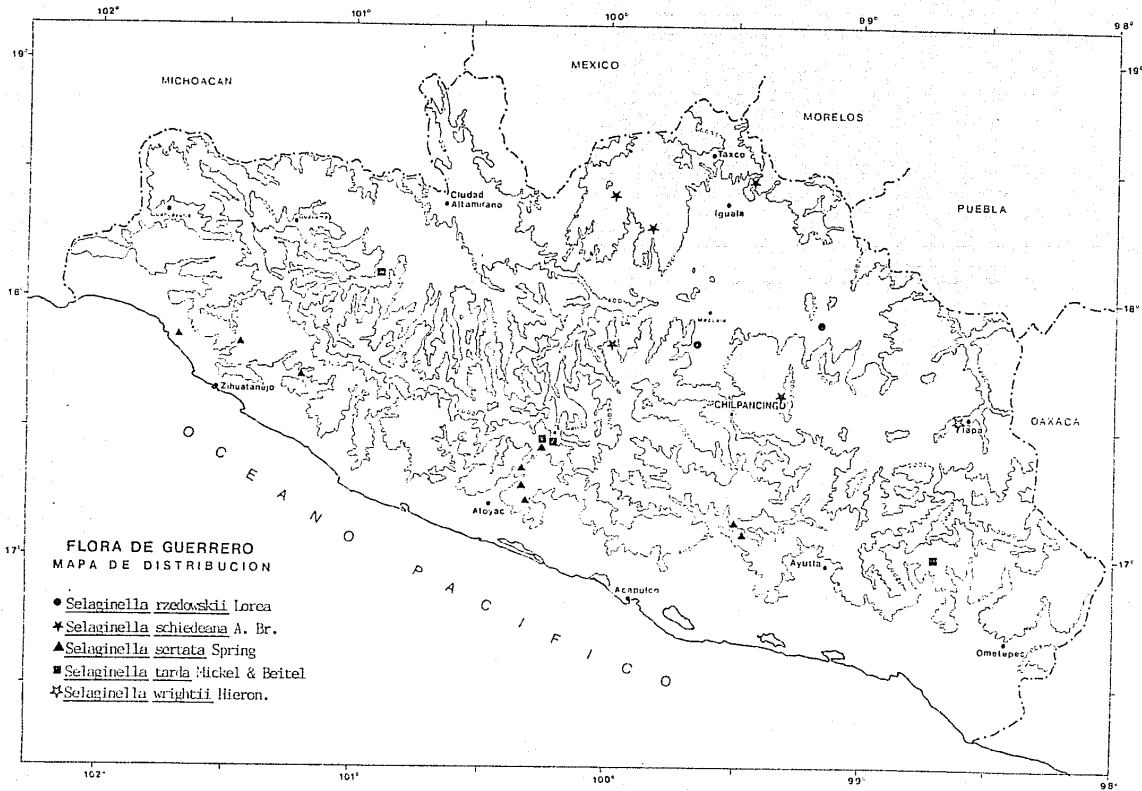 102° 101° 100° 99° 98°
19° 19°
MICHOACAN
MEXICO
MORELOS
Taxco
Ciudad
Altamirano
Iguala
PUEBLA
18° 18°
Zihuatanejo
CHILPANCINGO
Tlapa
OAXACA
OCEANO PACIFICO
Atoyac
17° 17°
Ayutla
Acapulco
Ometepec
FLORA DE GUERRERO
MAPA DE DISTRIBUCION
Selaginella rzedowskii Lorea
Selaginella schiedeana A. Br.
Selaginella sertata Spring
Selaginella tarda Mickel & Beitel
Selaginella wrightii Hieron.
102° 101° 100° 99° 98°